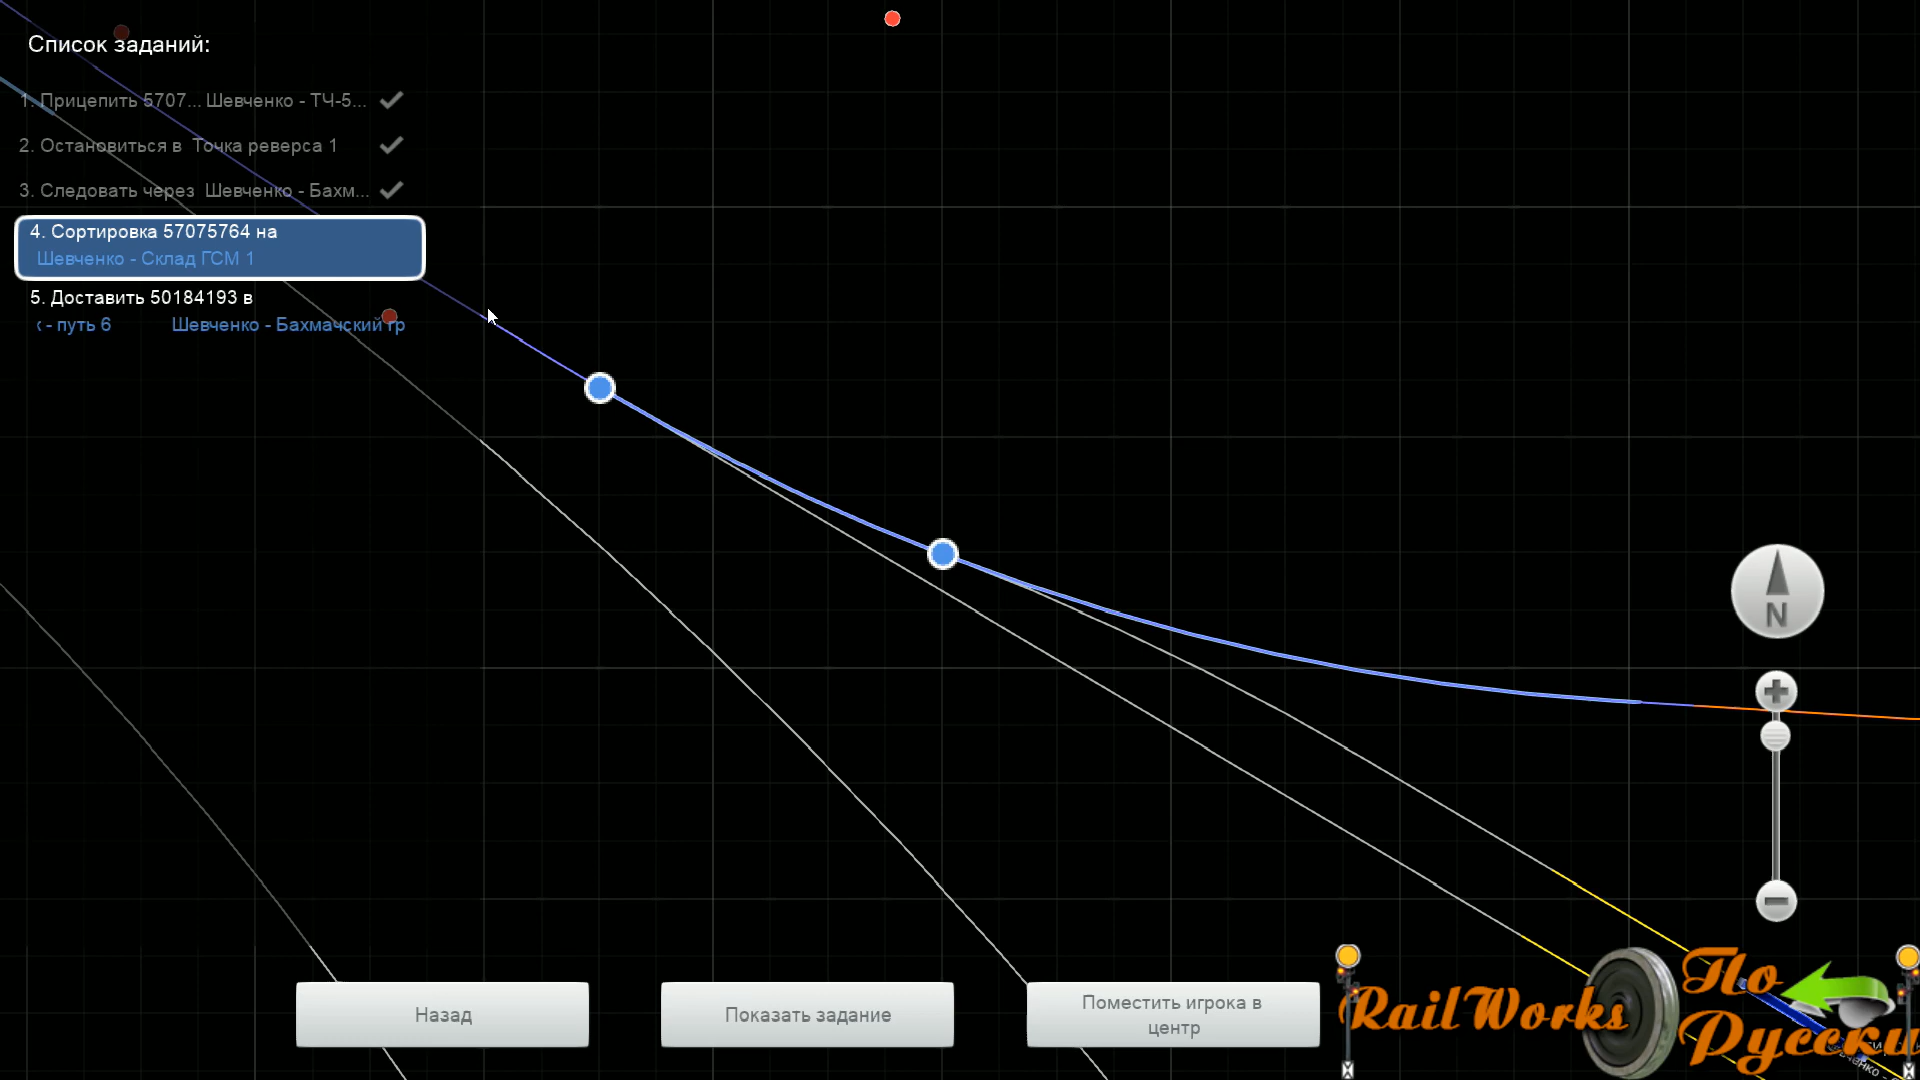 Список заданий:
1. Прицепить 5707... Шевченко - ТЧ-5...
2. Остановиться в Точка реверса 1
3. Следовать через Шевченко - Бахм...
4. Сортировка 57075764 на
Шевченко - Склад ГСМ 1
5. Доставить 50184193 в
к - путь 6 Шевченко - Бахмачский гр
N
Назад
Показать задание
Поместить игрока в
центр
RailWorks
По
Русски